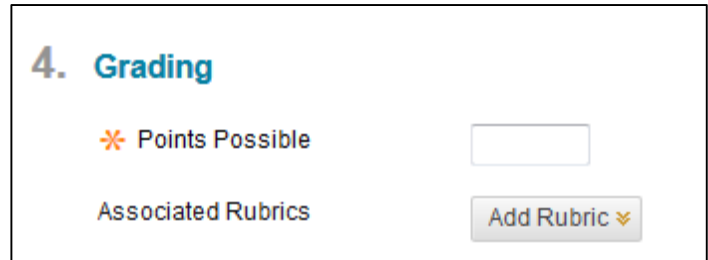 4. Grading
Points Possible
Associated Rubrics Add Rubric